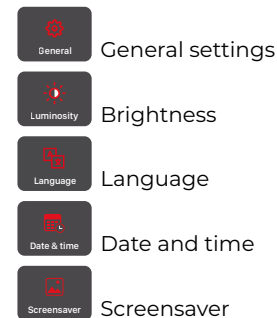 General
General settings
Luminosity
Brightness
Language
Language
Date & time
Date and time
Screensaver
Screensaver